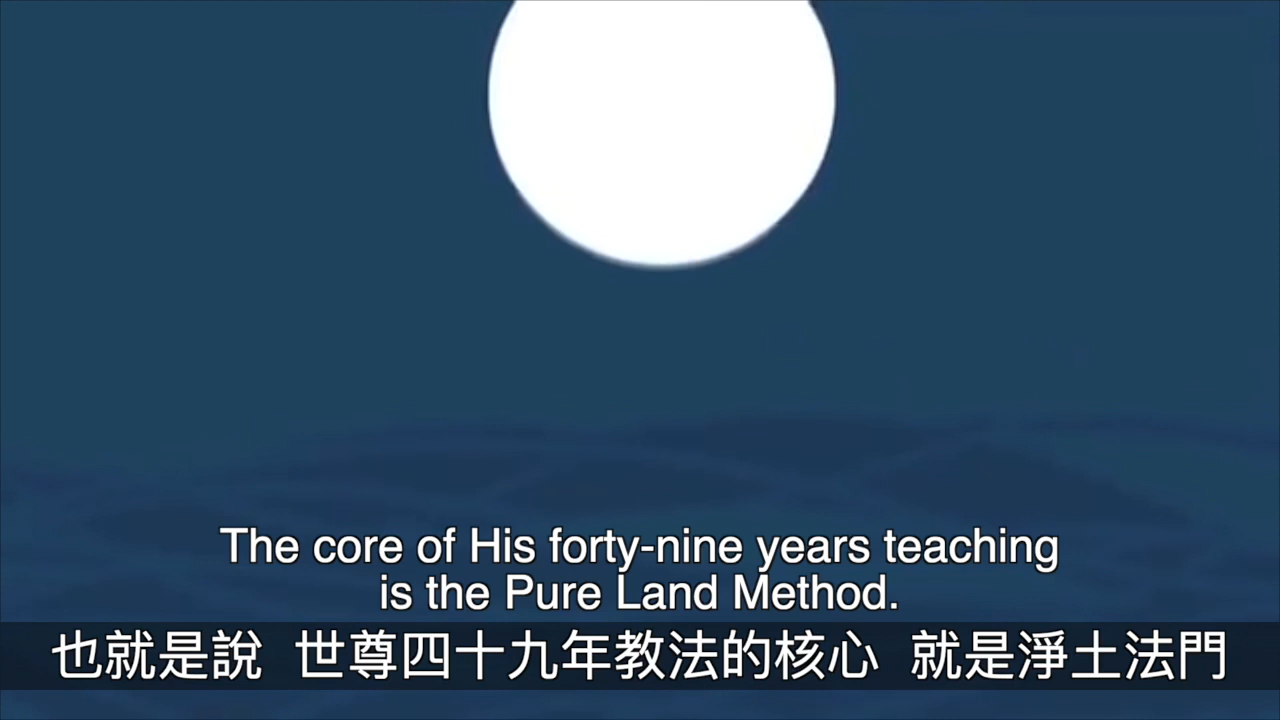 The core of His forty-nine years teaching
is the Pure Land Method.
也就是說 世尊四十九年教法的核心 就是淨土法門